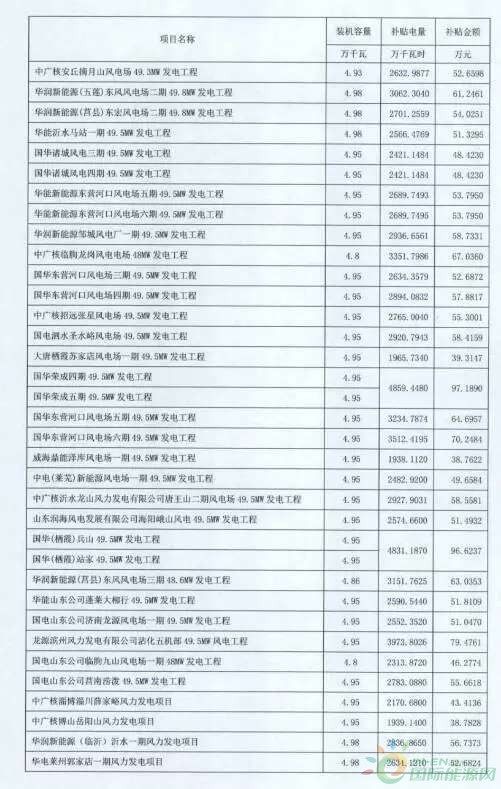 项目名称 装机容量 补贴电量 补贴金额
万千瓦 万千瓦时 万元
中广核安丘摘月山风电场49.3MW发电工程 4.93 2632.9877 52.6598
华润新能源(五莲)东风风电场二期49.8MW发电工程 4.98 3062.3040 61.2461
华润新能源(莒县)东宏风电场二期49.8MW发电工程 4.98 2701.2559 54.0251
华能沂水马站一期49.5MW发电工程 4.95 2566.4769 51.3295
国华诸城风电三期49.5MW发电工程 4.95 2421.1484 48.4230
国华诸城风电四期49.5MW发电工程 4.95 2421.1484 48.4230
华能新能源东营河口风电场五期49.5MW发电工程 4.95 2689.7493 53.7950
华能新能源东营河口风电场六期49.5MW发电工程 4.95 2689.7493 53.7950
华润新能源邹城风电厂一期49.5MW发电工程 4.95 2936.6561 58.7331
中广核临朐龙岗风电电场48MW发电工程 4.8 3351.7986 67.0360
国华东营河口风电场三期49.5MW发电工程 4.95 2634.3579 52.6872
国华东营河口风电场四期49.5MW发电工程 4.95 2894.0832 57.8817
中广核招远张星风电场49.5MW发电工程 4.95 2765.0040 55.3001
国电泗水圣水峪风电场49.5MW发电工程 4.95 2920.7943 58.4159
大唐栖霞苏家店风电场一期49.5MW发电工程 4.95 1965.7340 39.3147
国华荣成四期49.5MW发电工程 4.95 4859.4480 97.1890
国华荣成五期49.5MW发电工程 4.95
国华东营河口风电场五期49.5MW发电工程 4.95 3234.7874 64.6957
国华东营河口风电场六期49.5MW发电工程 4.95 3512.4195 70.2484
威海鼎能泽库风电场一期49.5MW发电工程 4.95 1938.1120 38.7622
中电(莱芜)新能源风电场一期49.5MW发电工程 4.95 2482.9200 49.6584
中广核沂水龙山风力发电有限公司唐王山二期风电场49.5MW发电工程 4.95 2927.9031 58.5581
山东润海风电发展有限公司海阳峨山风电49.5MW发电工程 4.95 2574.6600 51.4932
国华(栖霞)兵山49.5MW发电工程 4.95 4831.1870 96.6237
国华(栖霞)站家49.5MW发电工程 4.95
华润新能源(莒县)东风风电场三期48.6MW发电工程 4.86 3151.7625 63.0353
华能山东公司蓬莱大柳行49.5MW发电工程 4.95 2590.5440 51.8109
国电山东公司济南龙源风电场一期49.5MW发电工程 4.95 2552.3520 51.0470
龙源滨州风力发电有限公司沾化五机部49.5MW风电工程 4.95 3973.8026 79.4761
国电山东公司临朐九山风电场一期48MW发电工程 4.8 2313.8720 46.2774
国电山东公司莒南涝泼49.5MW发电工程 4.95 2783.0880 55.6618
中广核淄博淄川薛家峪风力发电项目 4.95 2170.6800 43.4136
中广核博山岳阳山风力发电项目 4.95 1939.1400 38.7828
华润新能源（临沂）沂水一期风力发电项目 4.98 2836.8650 56.7373
华电莱州郭家店一期风力发电项目 4.98 2634.1210 52.6824
国际能源网